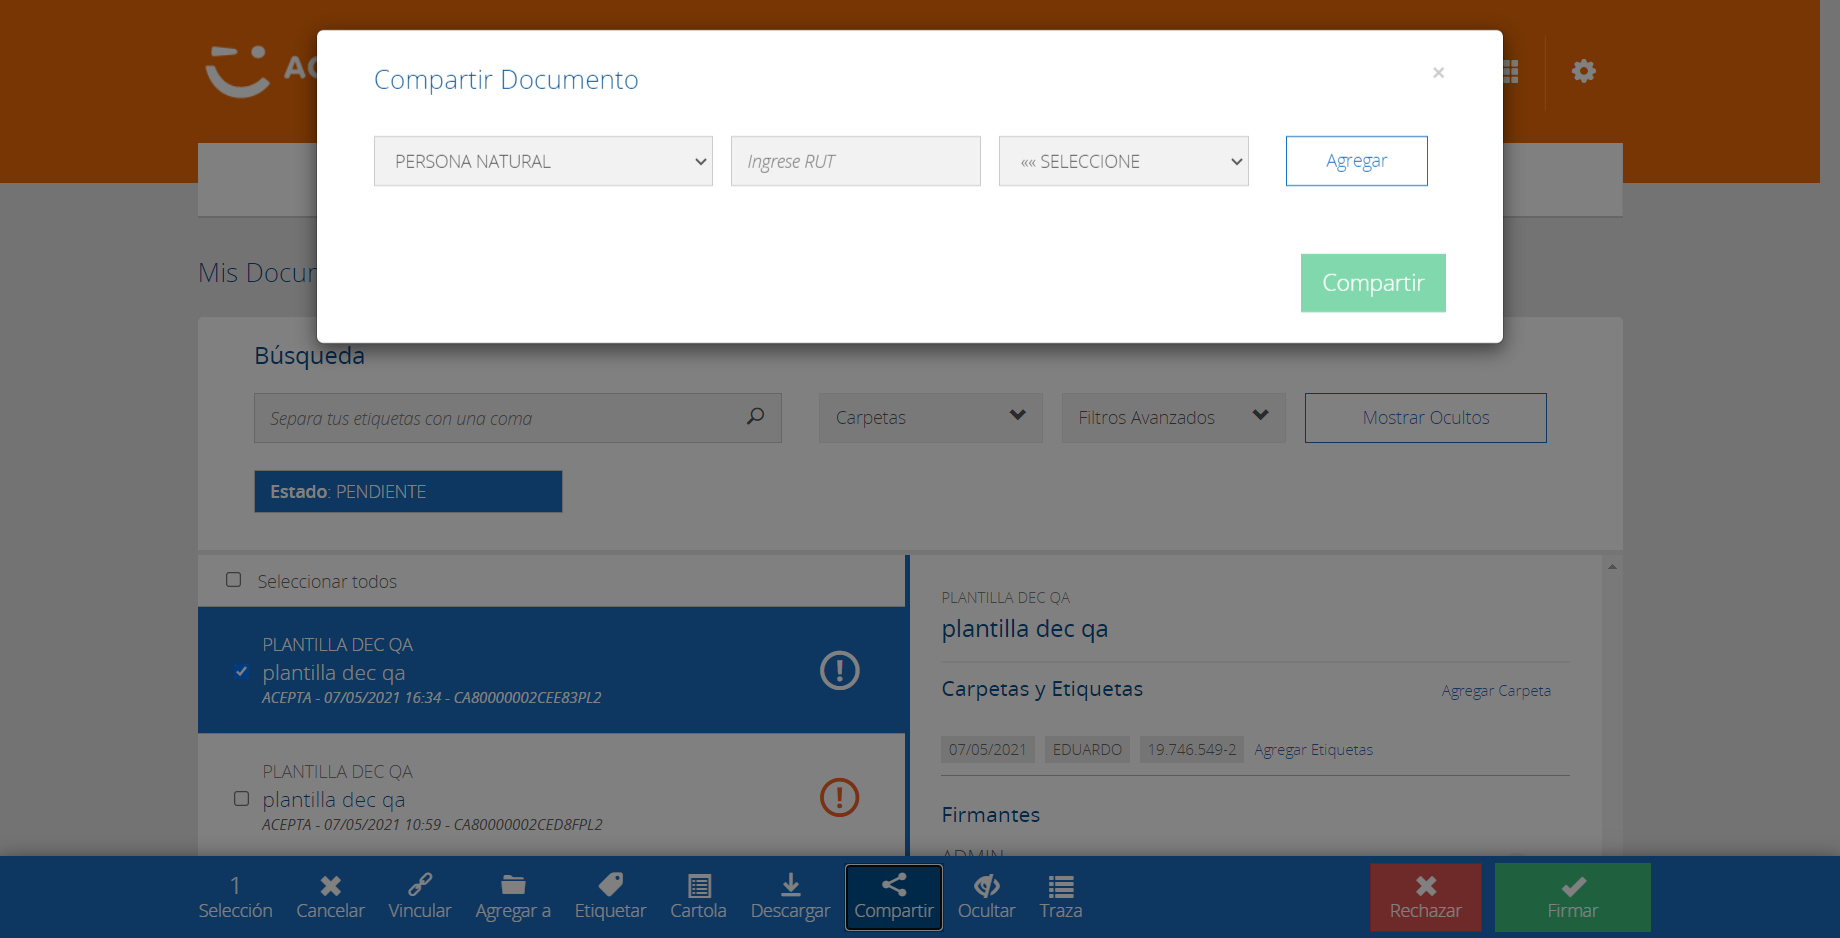 AC
Compartir Documento
×
PERSONA NATURAL
Ingrese RUT
«« SELECCIONE
Agregar
Compartir
Mis Docum
Búsqueda
Separa tus etiquetas con una coma
Carpetas
Filtros Avanzados
Mostrar Ocultos
Estado: PENDIENTE
Seleccionar todos
PLANTILLA DEC QA
plantilla dec qa
ACEPTA - 07/05/2021 16:34 - CA80000002CEE83PL2
PLANTILLA DEC QA
plantilla dec qa
ACEPTA - 07/05/2021 10:59 - CA80000002CED8FPL2
PLANTILLA DEC QA
plantilla dec qa
Carpetas y Etiquetas
Agregar Carpeta
07/05/2021 EDUARDO 19.746.549-2 Agregar Etiquetas
Firmantes
ADMIN
1
Selección Cancelar Vincular Agregar a Etiquetar Cartola Descargar Compartir Ocultar Traza Rechazar Firmar